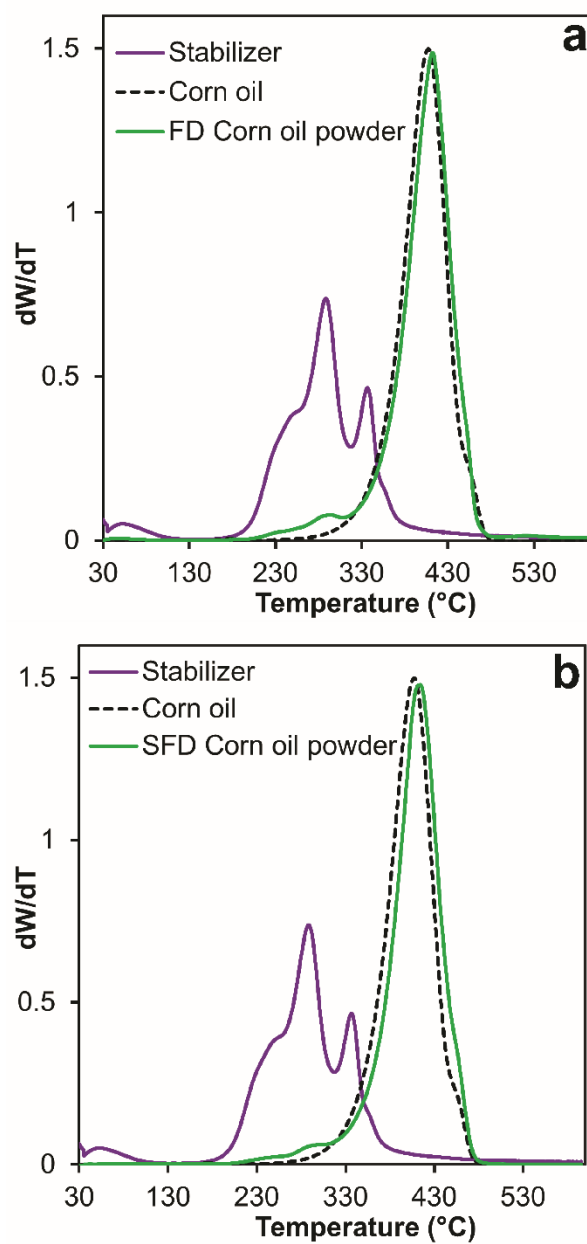 a
1.5
Stabilizer
Corn oil
FD Corn oil powder
1
dW/dT
0.5
0
30 130 230 330 430 530
Temperature (°C)
b
1.5
Stabilizer
Corn oil
SFD Corn oil powder
1
dW/dT
0.5
0
30 130 230 330 430 530
Temperature (°C)